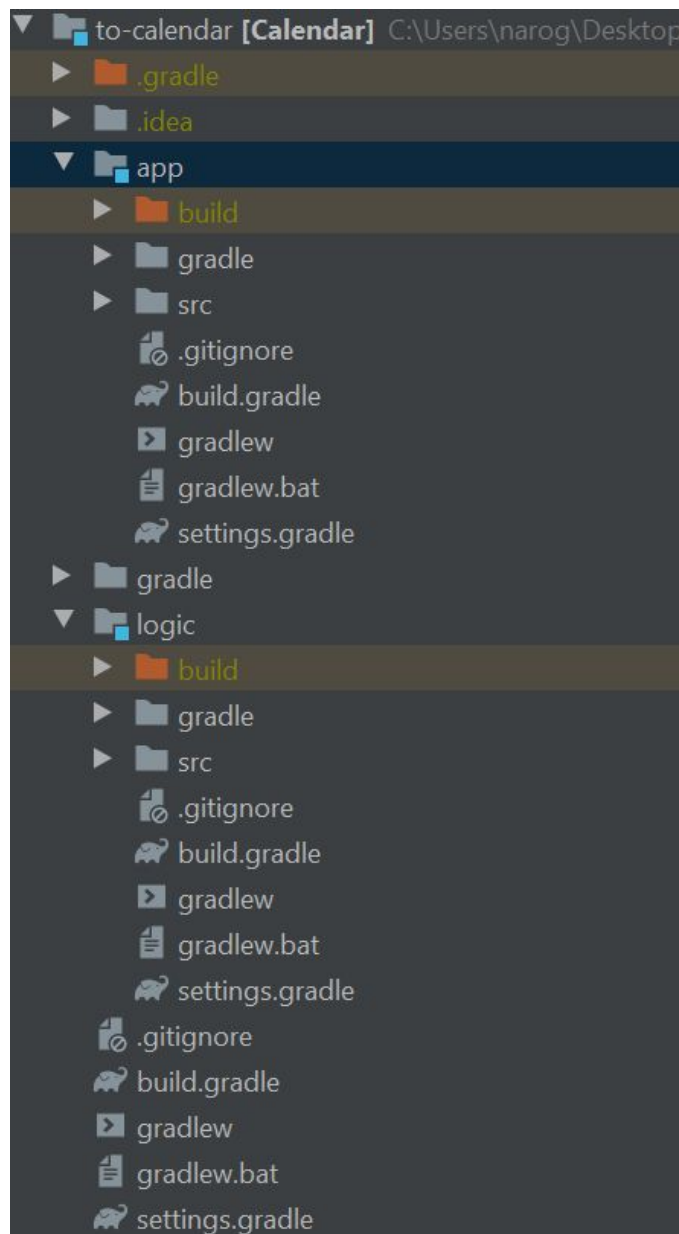 to-calendar [Calendar] C:\Users\narog\Desktop
.gradle
.idea
app
build
gradle
src
.gitignore
build.gradle
gradlew
gradlew.bat
settings.gradle
gradle
logic
build
gradle
src
.gitignore
build.gradle
gradlew
gradlew.bat
settings.gradle
.gitignore
build.gradle
gradlew
gradlew.bat
settings.gradle